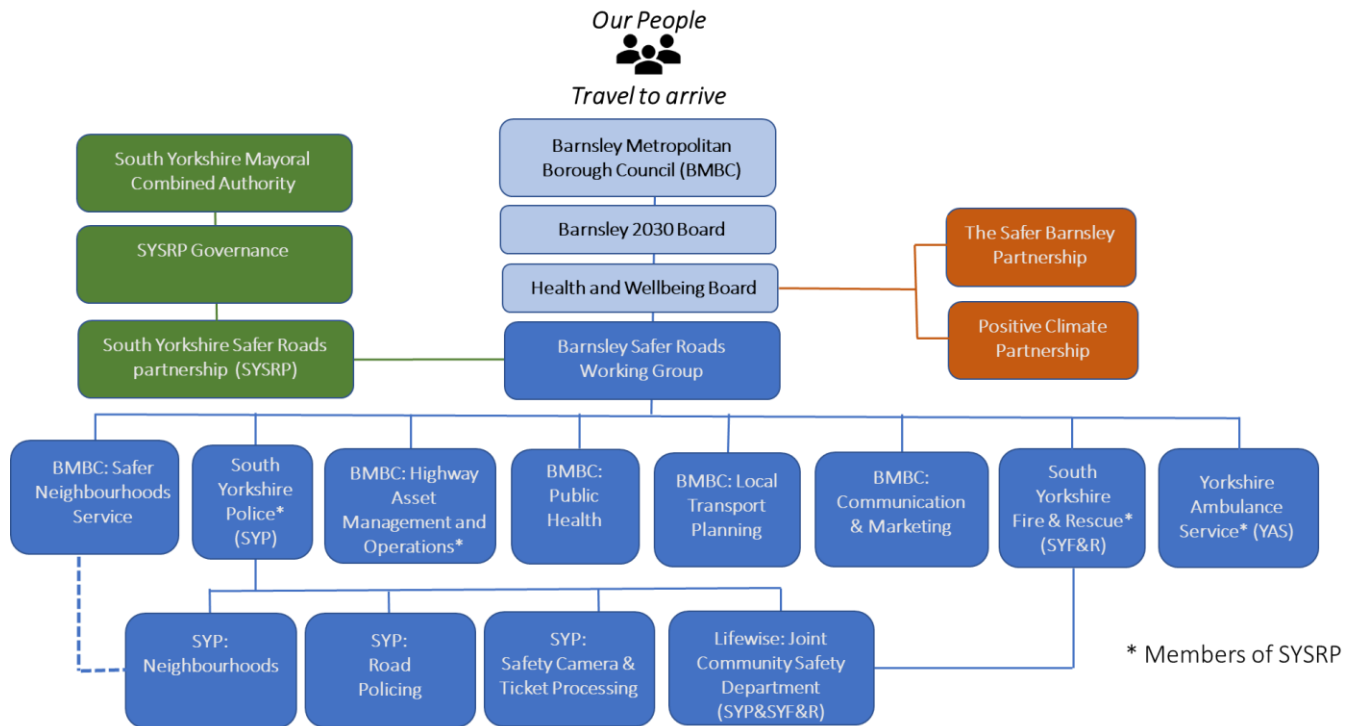 Our People
Travel to arrive
South Yorkshire Mayoral
Combined Authority
SYSRP Governance
South Yorkshire Safer Roads
partnership (SYSRP)
Barnsley Metropolitan
Borough Council (BMBC)
Barnsley 2030 Board
Health and Wellbeing Board
Barnsley Safer Roads
Working Group
The Safer Barnsley
Partnership
Positive Climate
Partnership
BMBC: Safer
Neighbourhoods
Service
South
Yorkshire
Police*
(SYP)
BMBC: Highway
Asset
Management and
Operations*
BMBC:
Public
Health
BMBC: Local
Transport
Planning
BMBC:
Communication
& Marketing
South
Yorkshire
Fire & Rescue*
(SYF&R)
Yorkshire
Ambulance
Service* (YAS)
SYP:
Neighbourhoods
SYP:
Road
Policing
SYP:
Safety Camera &
Ticket Processing
Lifewise: Joint
Community Safety
Department
(SYP&SYF&R)
* Members of SYSRP